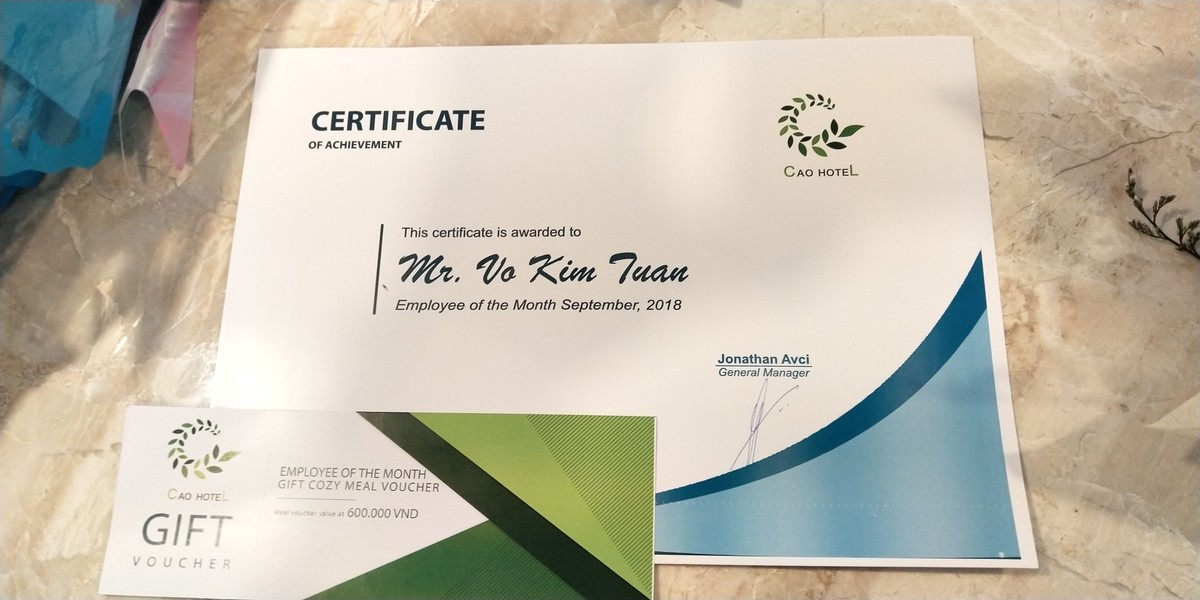 CERTIFICATE
OF ACHIEVEMENT
CAO HOTEL
This certificate is awarded to
Mr. Vo Kim Tuan
Employee of the Month September, 2018
Jonathan Avci
General Manager
CAO HOTEL
GIFT
VOUCHER
EMPLOYEE OF THE MONTH
GIFT COZY MEAL VOUCHER
Meal voucher value at 600.000 VND